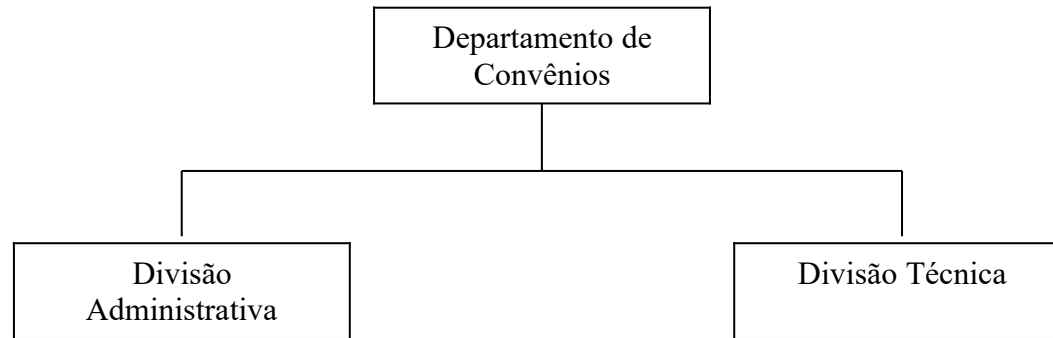 Departamento de
Convênios
Divisão
Administrativa
Divisão Técnica